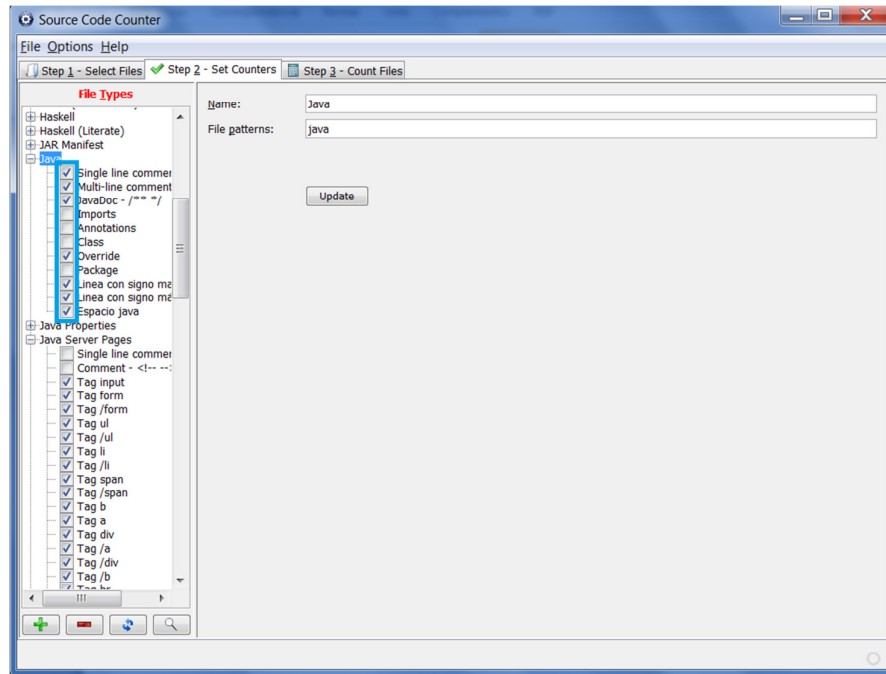 Source Code Counter
File Options Help
Step 1 - Select Files Step 2 - Set Counters Step 3 - Count Files
File Types
Haskell
Haskell (Literate)
JAR Manifest
Java
Single line commer
Multi-line comment
JavaDoc - /** */
Imports
Annotations
Class
Override
Package
Linea con signo ma
Linea con signo má
Espacio java
Java Properties
Java Server Pages
Single line commer
Comment - <!-- --
Tag input
Tag form
Tag /form
Tag ul
Tag /ul
Tag li
Tag /li
Tag span
Tag /span
Tag b
Tag a
Tag div
Tag /a
Tag /div
Tag /b
Tag br
Name: Java
File patterns: java
Update